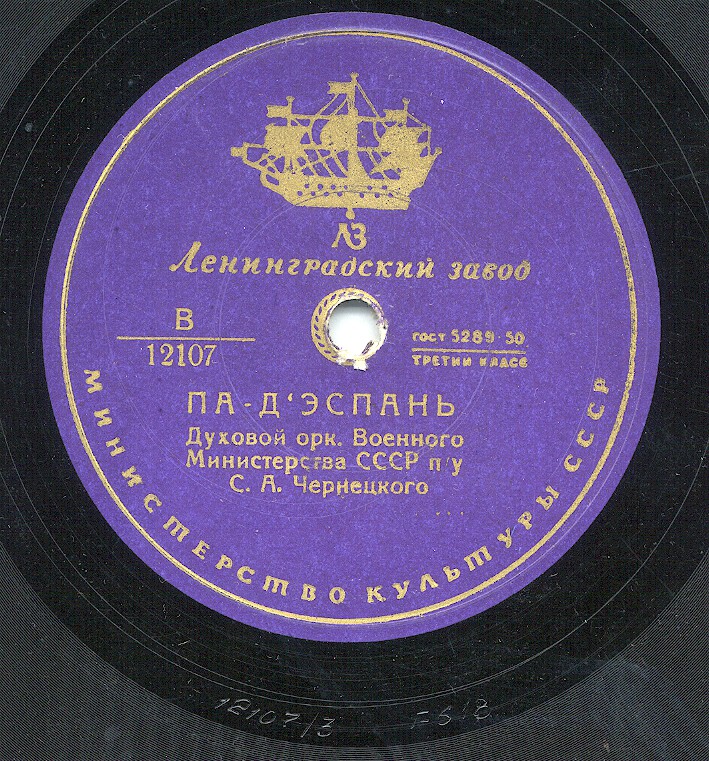 ЛЗ
Ленинградский завод
В
12107
ГОСТ 5289-50
ТРЕТИЙ КЛАСС
ПА-Д'ЭСПАНЬ
Духовой орк. Военного
Министерства СССР п/у
С. А. Чернецкого
МИНИСТЕРСТВО КУЛЬТУРЫ СССР
12107/3